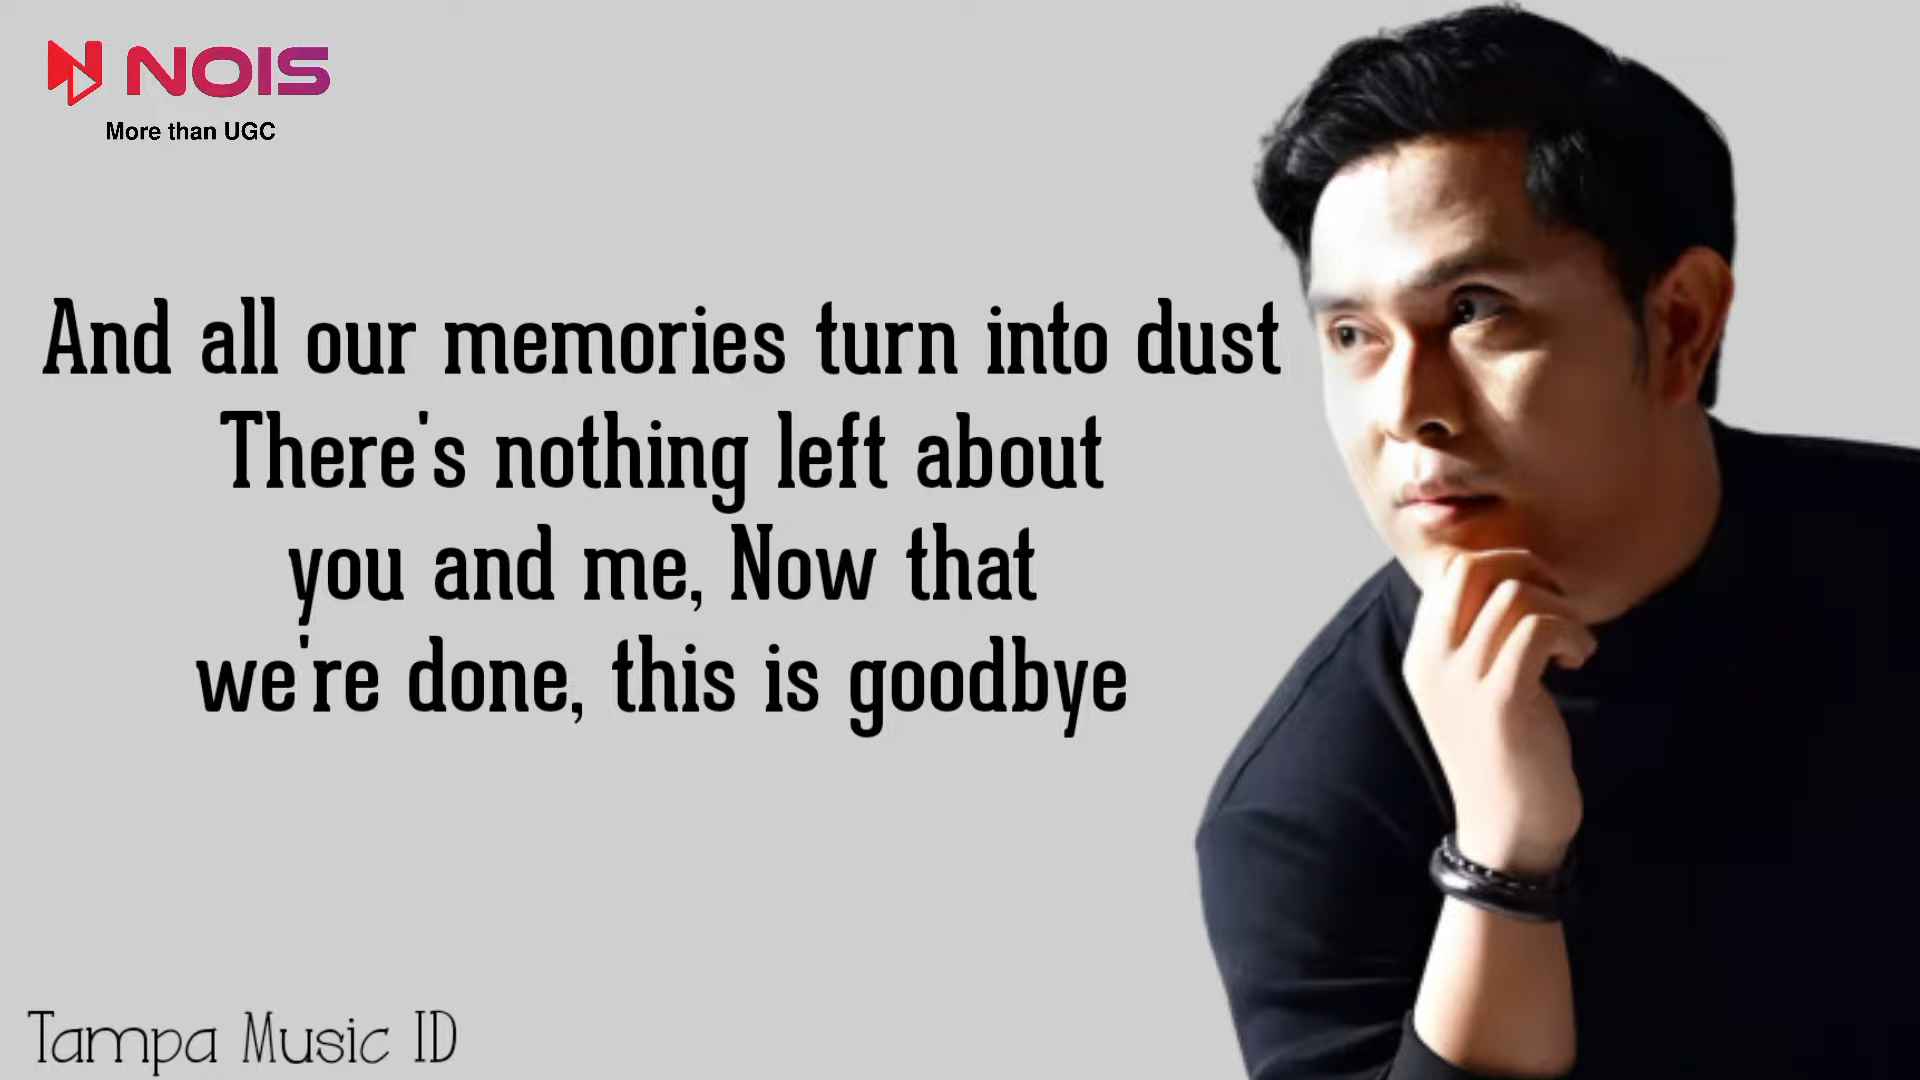 NOIS
More than UGC
And all our memories turn into dust
There's nothing left about
you and me, Now that
we're done, this is goodbye
Tampa Music ID